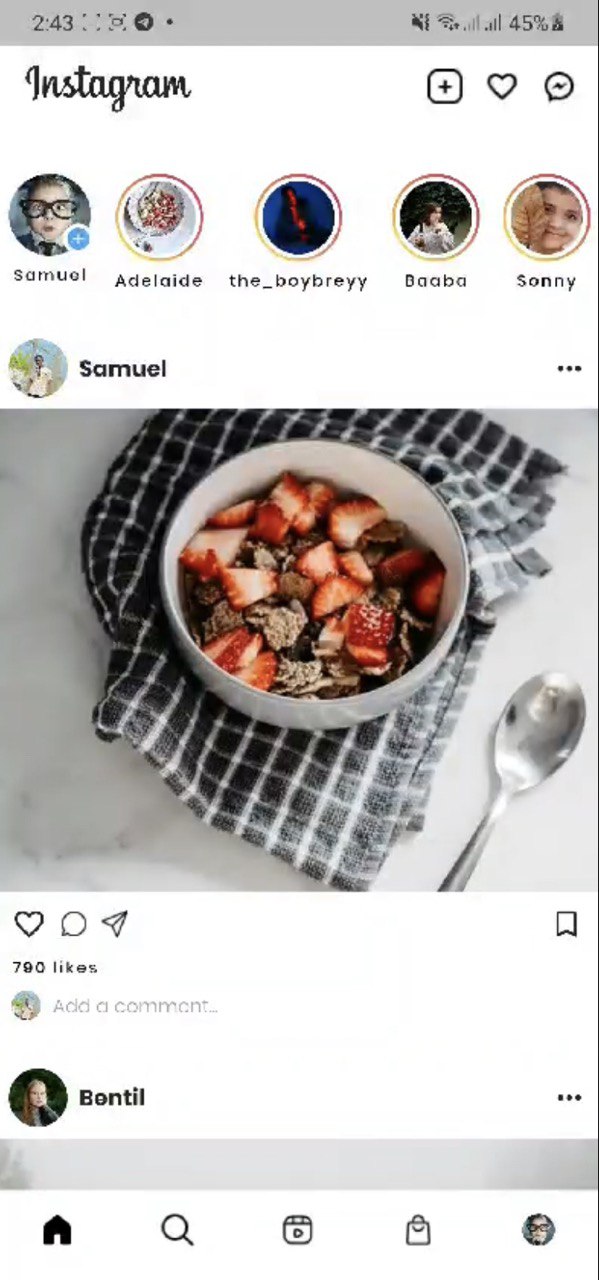 2:43 45%
Instagram
Samuel Adelaide the_boybreyy Baaba Sonny
Samuel
790 likes
Add a comment...
Bentil